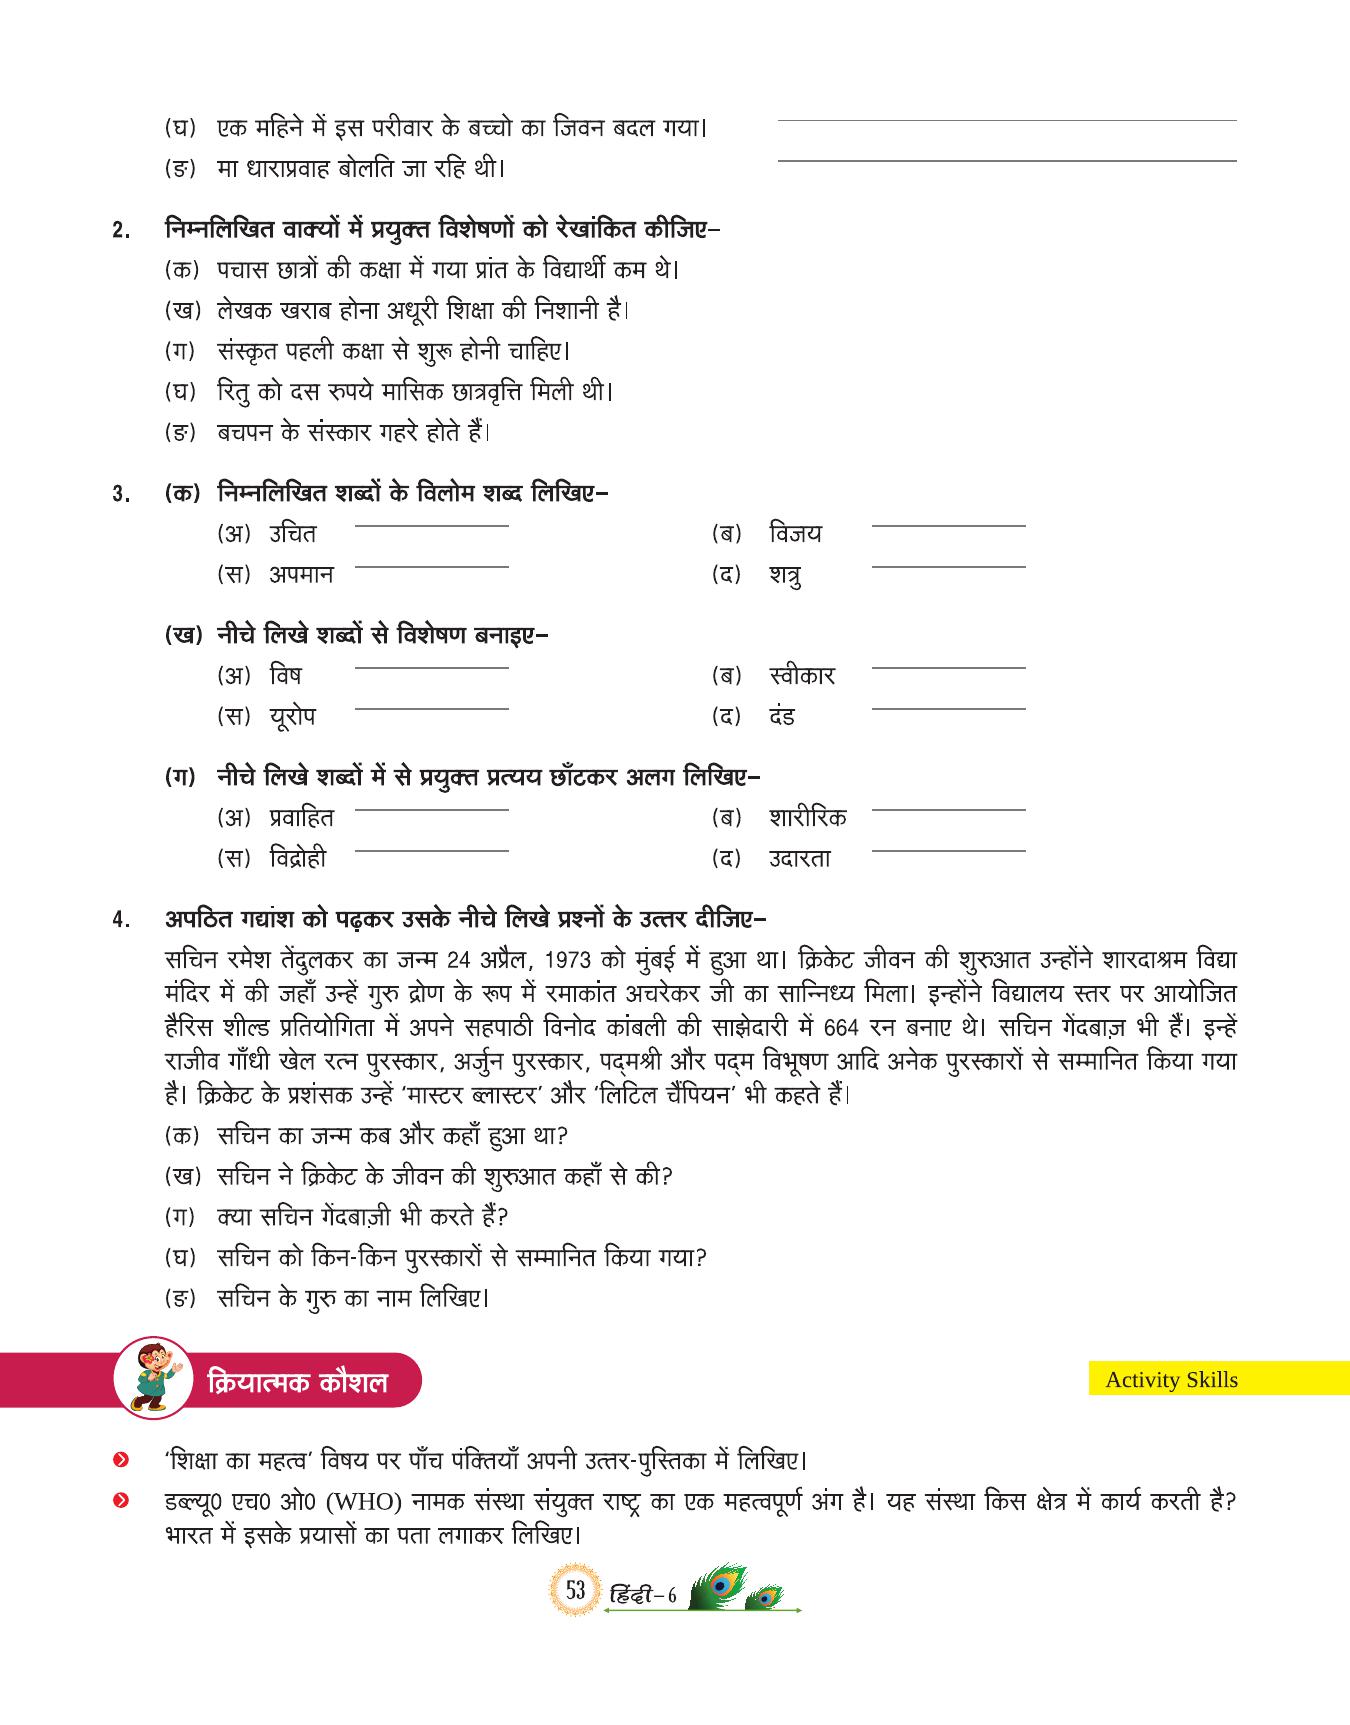 (घ) एक महिने में इस परीवार के बच्चो का जिवन बदल गया।
(ङ) मा धाराप्रवाह बोलति जा रहि थी।
2. निम्नलिखित वाक्यों में प्रयुक्त विशेषणों को रेखांकित कीजिए–
(क) पचास छात्रों की कक्षा में गया प्रांत के विद्यार्थी कम थे।
(ख) लेखक खराब होना अधूरी शिक्षा की निशानी है।
(ग) संस्कृत पहली कक्षा से शुरू होनी चाहिए।
(घ) रितु को दस रुपये मासिक छात्रवृत्ति मिली थी।
(ङ) बचपन के संस्कार गहरे होते हैं।
3. (क) निम्नलिखित शब्दों के विलोम शब्द लिखिए–
(अ) उचित (ब) विजय
(स) अपमान (द) शत्रु
(ख) नीचे लिखे शब्दों से विशेषण बनाइए–
(अ) विष (ब) स्वीकार
(स) यूरोप (द) दंड
(ग) नीचे लिखे शब्दों में से प्रयुक्त प्रत्यय छाँटकर अलग लिखिए–
(अ) प्रवाहित (ब) शारीरिक
(स) विद्रोही (द) उदारता
4. अपठित गद्यांश को पढ़कर उसके नीचे लिखे प्रश्नों के उत्तर दीजिए–
सचिन रमेश तेंदुलकर का जन्म 24 अप्रैल, 1973 को मुंबई में हुआ था। क्रिकेट जीवन की शुरुआत उन्होंने शारदाश्रम विद्या
मंदिर में की जहाँ उन्हें गुरु द्रोण के रूप में रमाकांत अचरेकर जी का सान्निध्य मिला। इन्होंने विद्यालय स्तर पर आयोजित
हैरिस शील्ड प्रतियोगिता में अपने सहपाठी विनोद कांबली की साझेदारी में 664 रन बनाए थे। सचिन गेंदबाज़ भी हैं। इन्हें
राजीव गाँधी खेल रत्न पुरस्कार, अर्जुन पुरस्कार, पद्मश्री और पद्म विभूषण आदि अनेक पुरस्कारों से सम्मानित किया गया
है। क्रिकेट के प्रशंसक उन्हें ‘मास्टर ब्लास्टर’ और ‘लिटिल चैंपियन’ भी कहते हैं।
(क) सचिन का जन्म कब और कहाँ हुआ था?
(ख) सचिन ने क्रिकेट के जीवन की शुरुआत कहाँ से की?
(ग) क्या सचिन गेंदबाज़ी भी करते हैं?
(घ) सचिन को किन-किन पुरस्कारों से सम्मानित किया गया?
(ङ) सचिन के गुरु का नाम लिखिए।
क्रियात्मक कौशल Activity Skills
‘शिक्षा का महत्व’ विषय पर पाँच पंक्तियाँ अपनी उत्तर-पुस्तिका में लिखिए।
डब्ल्यू0 एच0 ओ0 (WHO) नामक संस्था संयुक्त राष्ट्र का एक महत्वपूर्ण अंग है। यह संस्था किस क्षेत्र में कार्य करती है?
भारत में इसके प्रयासों का पता लगाकर लिखिए।
53 हिंदी–6